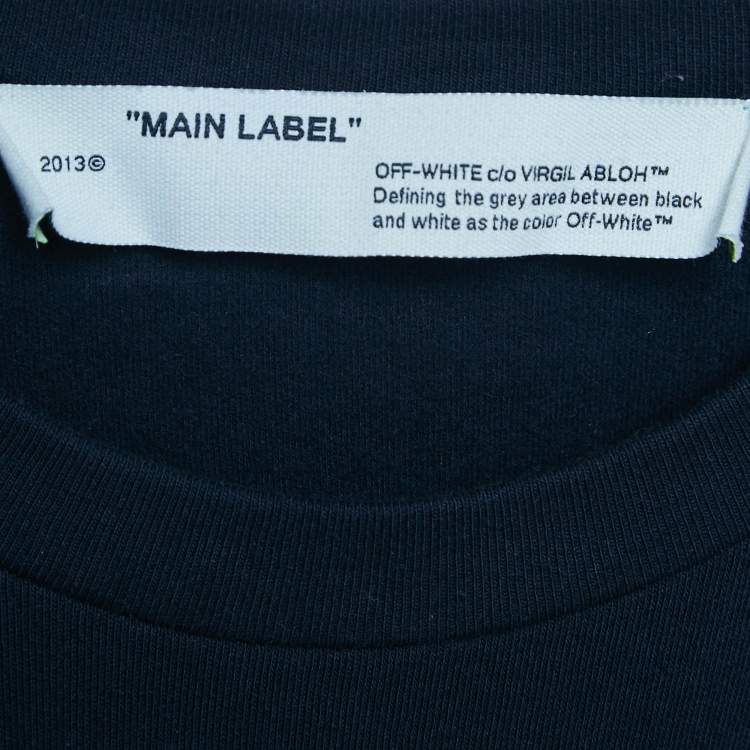 "MAIN LABEL"
2013©
OFF-WHITE c/o VIRGIL ABLOH™
Defining the grey area between black
and white as the color Off-White™